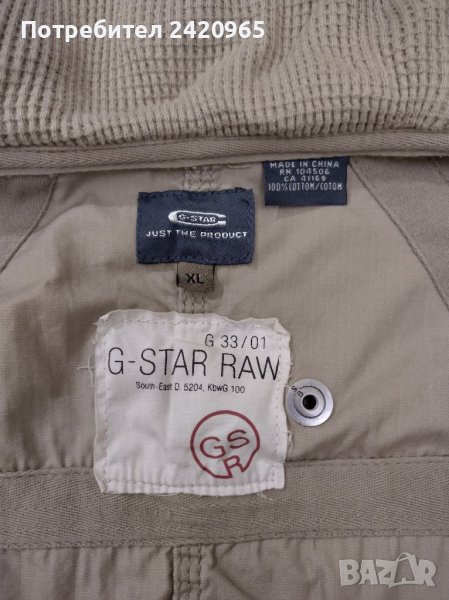 Потребител 2420965
MADE IN CHINA
RN 104506
CA 41169
100% COTTON/COTON
G-STAR
JUST THE PRODUCT
XL
G 33/01
G-STAR RAW
South-East D. 5204, KbwG 100
GS
R
BAZAR